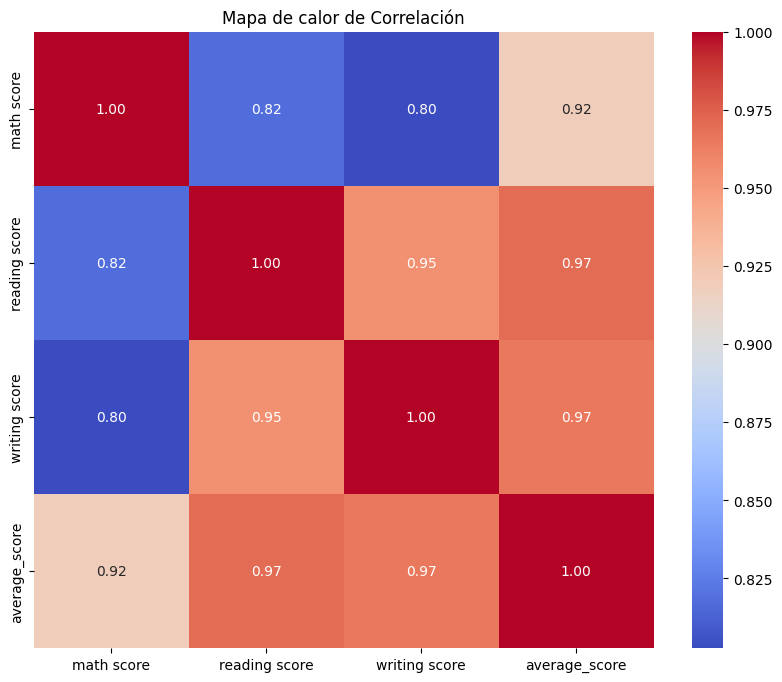 Mapa de calor de Correlación
math score
1.00
0.82
0.80
0.92
reading score
0.82
1.00
0.95
0.97
writing score
0.80
0.95
1.00
0.97
average_score
0.92
0.97
0.97
1.00
math score
reading score
writing score
average_score
1.000
0.975
0.950
0.925
0.900
0.875
0.850
0.825